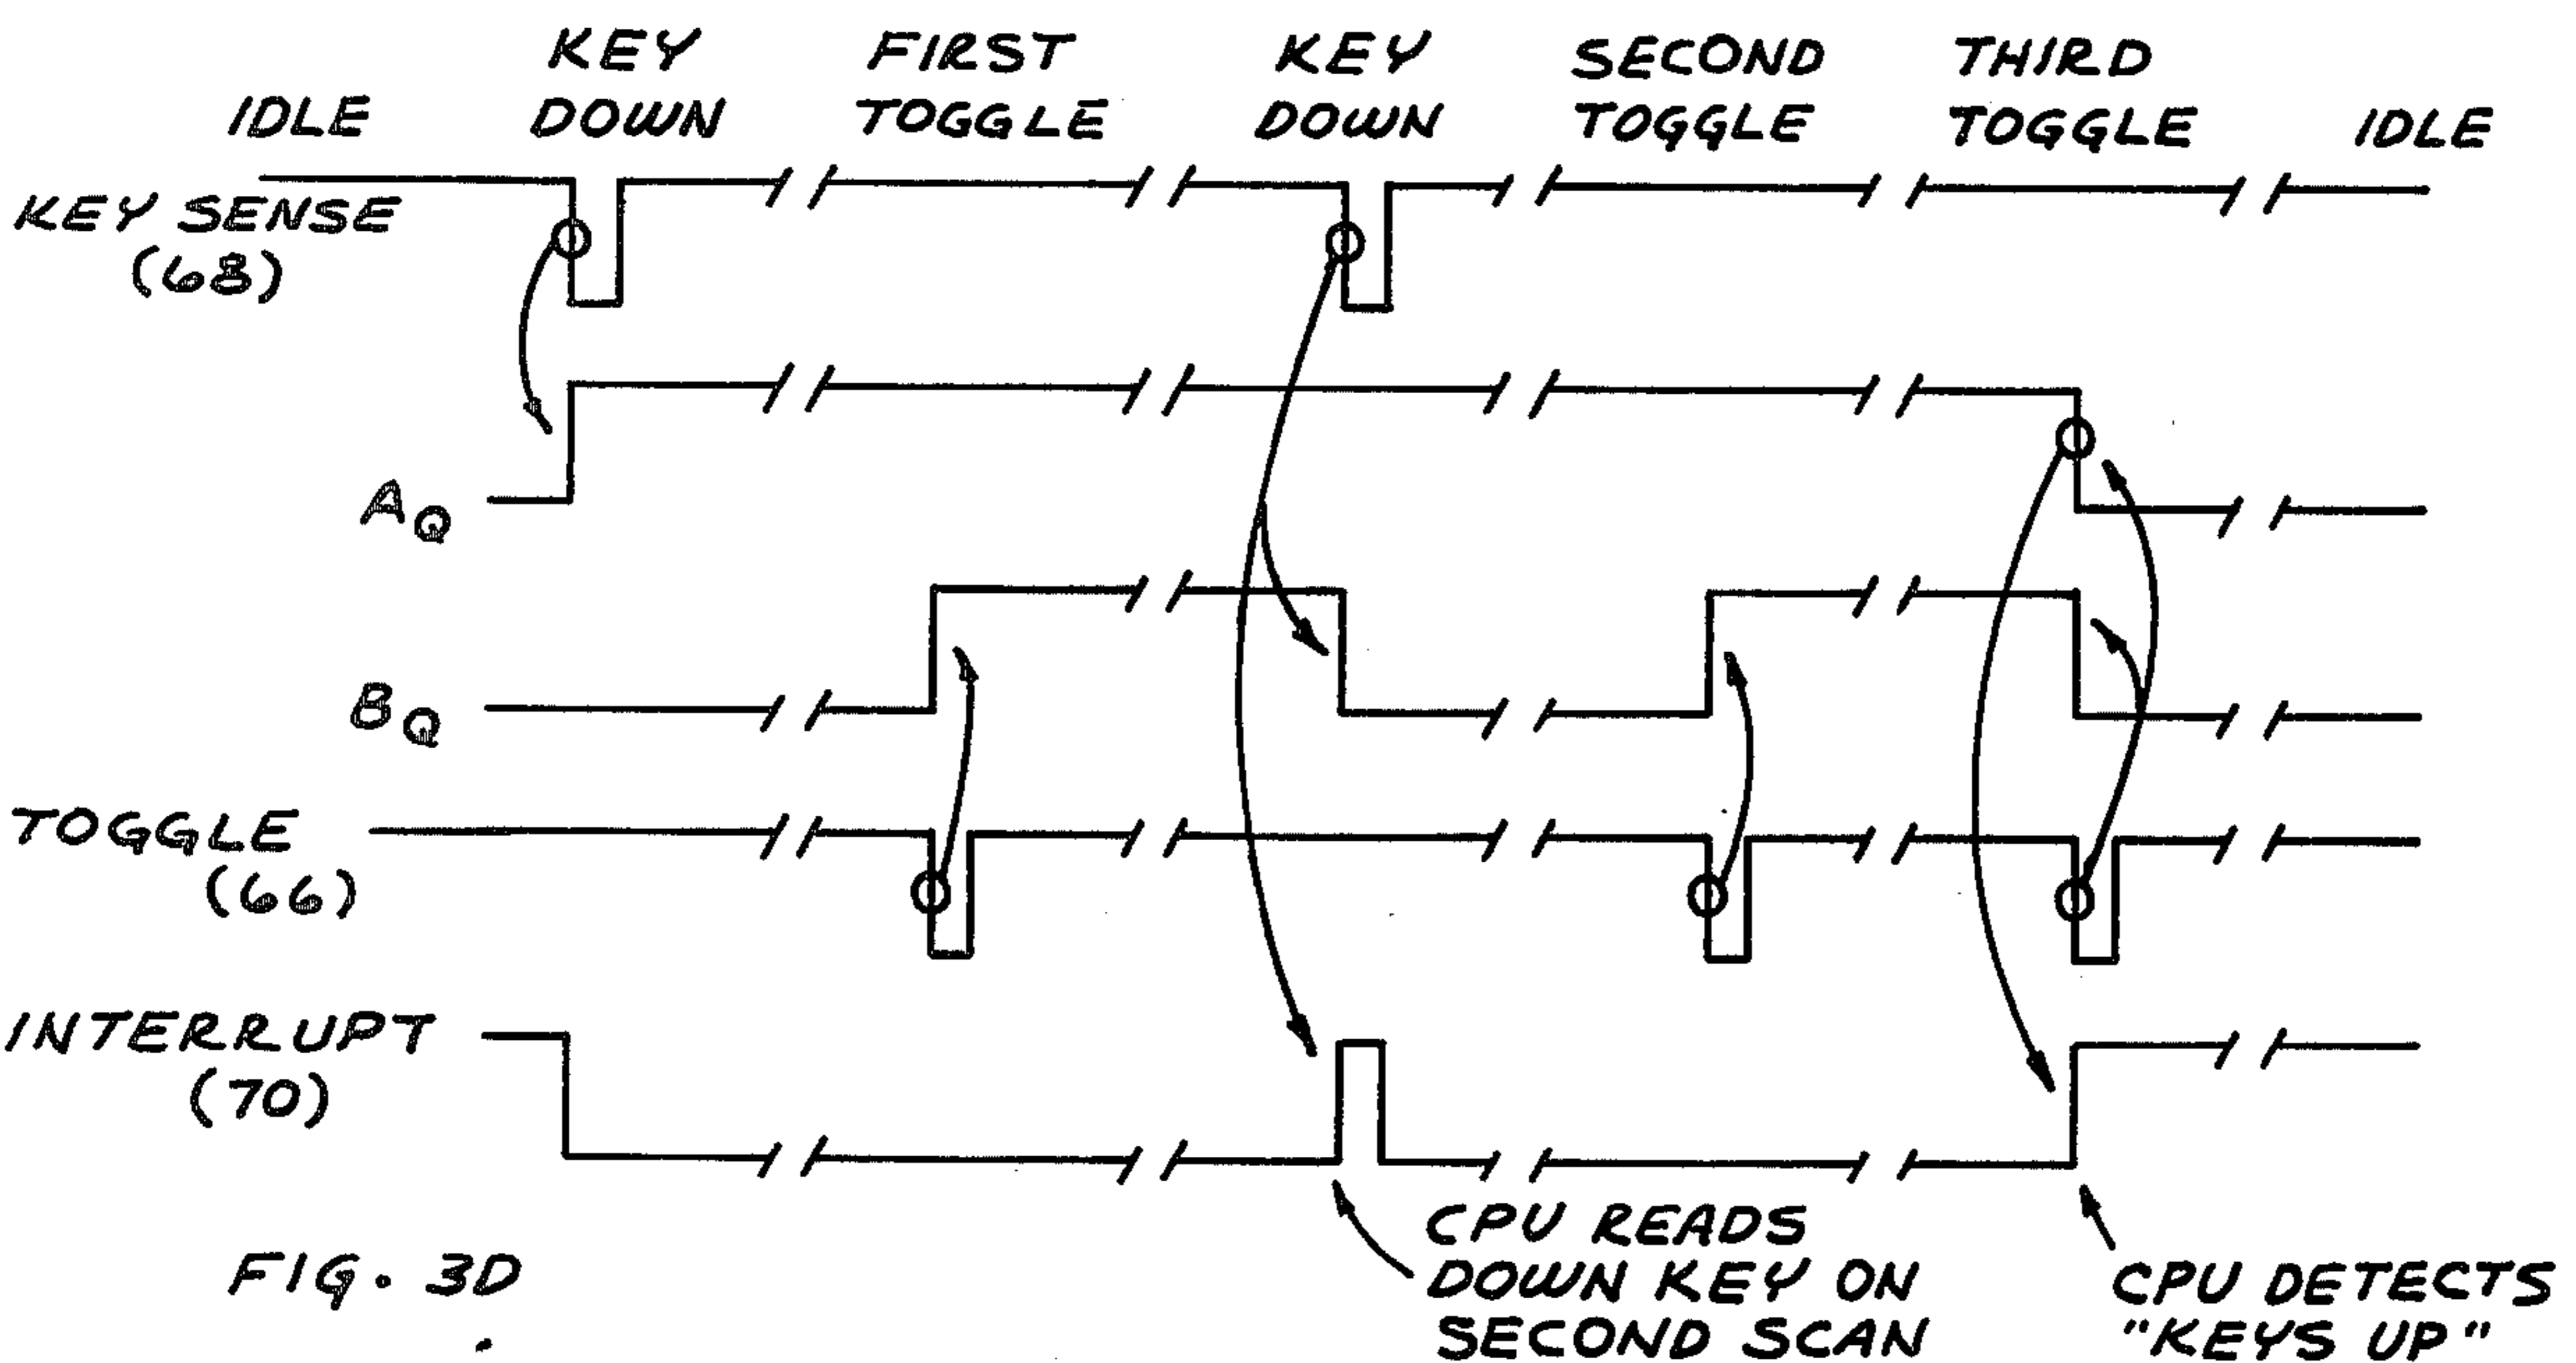 IDLE
KEY
DOWN
FIRST
TOGGLE
KEY
DOWN
SECOND
TOGGLE
THIRD
TOGGLE
IDLE
KEY SENSE
(68)
AQ
BQ
TOGGLE
(66)
INTERRUPT
(70)
CPU READS
DOWN KEY ON
SECOND SCAN
CPU DETECTS
"KEYS UP"
FIG. 3D